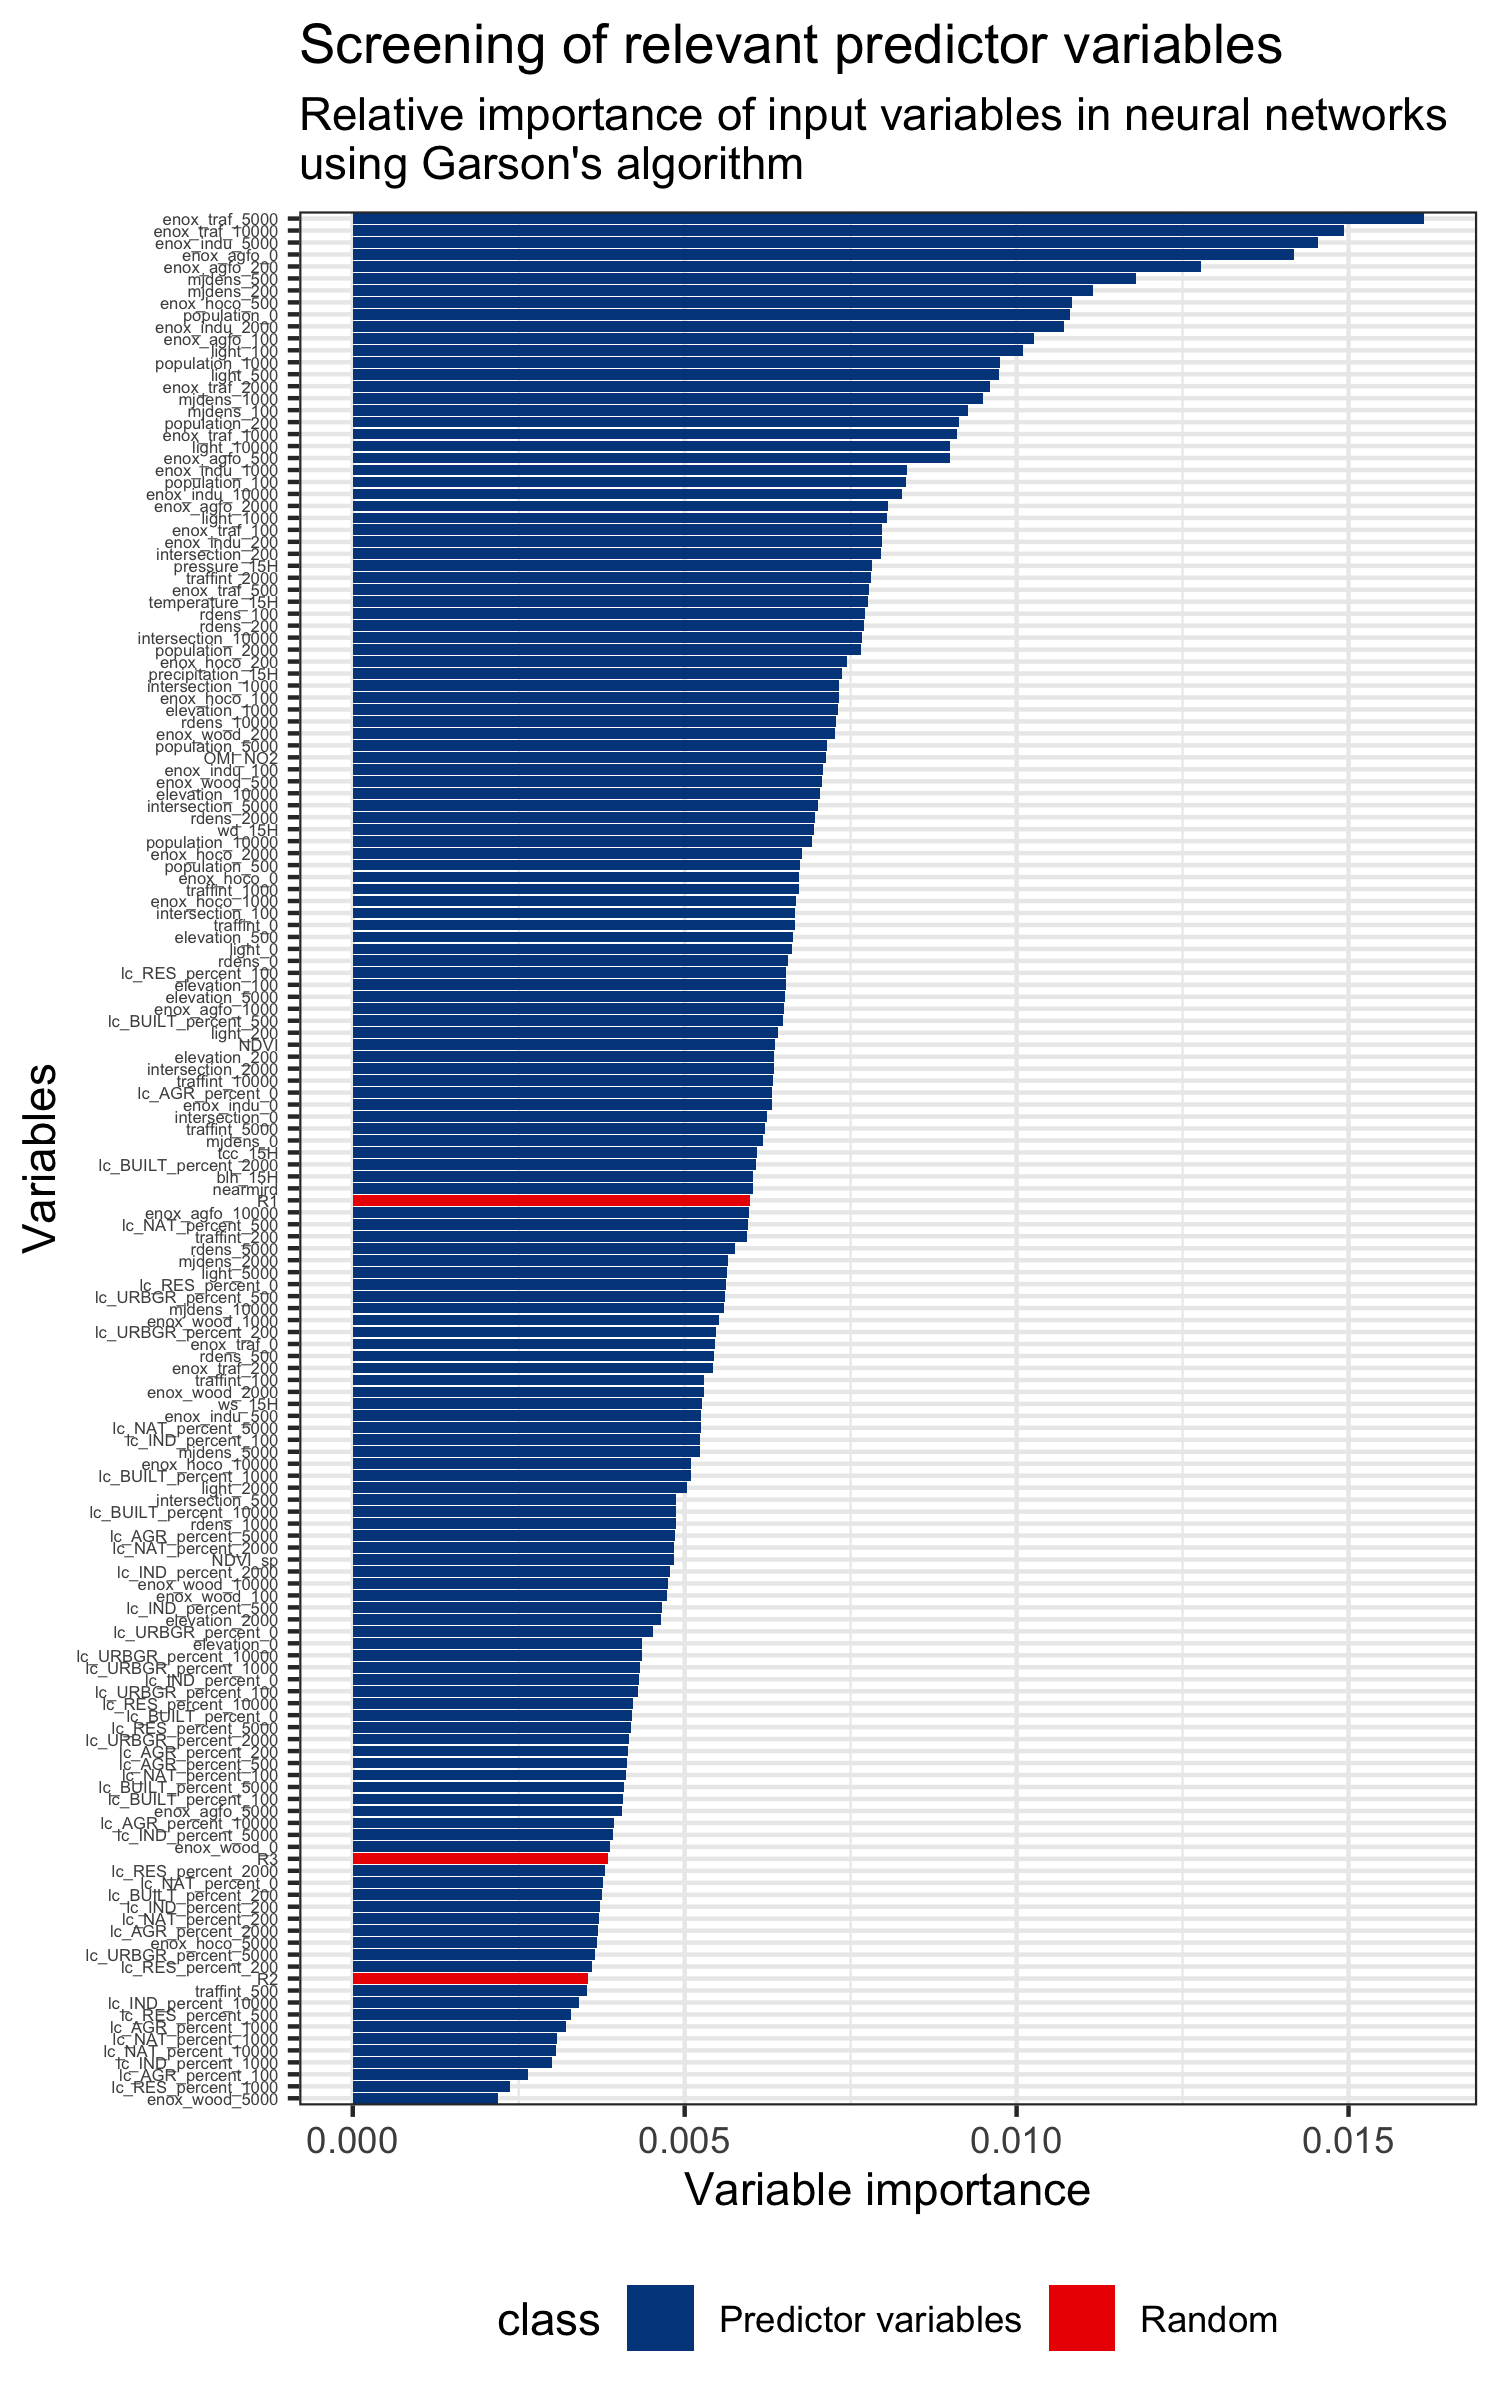 Screening of relevant predictor variables
Relative importance of input variables in neural networks
using Garson's algorithm
enox_traf_5000
enox_traf_10000
enox_indu_5000
enox_agfo_0
enox_agfo_200
mjdens_500
mjdens_200
enox_hoco_500
population_0
enox_indu_2000
enox_agfo_100
light_100
population_1000
light_500
enox_traf_2000
mjdens_1000
mjdens_100
population_200
enox_traf_1000
light_10000
enox_agfo_500
enox_indu_1000
population_100
enox_indu_10000
enox_agfo_2000
light_1000
enox_traf_100
enox_indu_200
intersection_200
pressure_15H
traffint_2000
enox_traf_500
temperature_15H
rdens_100
rdens_200
intersection_10000
population_2000
enox_hoco_200
precipitation_15H
intersection_1000
enox_hoco_100
elevation_1000
rdens_10000
enox_wood_200
population_5000
OMI_NO2
enox_indu_100
enox_wood_500
elevation_10000
intersection_5000
rdens_2000
wd_15H
population_10000
enox_hoco_2000
population_500
enox_hoco_0
traffint_1000
enox_hoco_1000
intersection_100
traffint_0
elevation_500
light_0
rdens_0
lc_RES_percent_100
elevation_100
elevation_5000
enox_agfo_1000
lc_BUILT_percent_500
light_200
NDVI
elevation_200
intersection_2000
traffint_10000
lc_AGR_percent_0
enox_indu_0
intersection_0
traffint_5000
mjdens_0
tcc_15H
lc_BUILT_percent_2000
blh_15H
nearmjrd
R1
enox_agfo_10000
lc_NAT_percent_500
traffint_200
rdens_5000
mjdens_2000
light_5000
lc_RES_percent_0
lc_URBGR_percent_500
mjdens_10000
enox_wood_1000
lc_URBGR_percent_200
enox_traf_0
rdens_500
enox_traf_200
traffint_100
enox_wood_2000
ws_15H
enox_indu_500
lc_NAT_percent_5000
lc_IND_percent_100
mjdens_5000
enox_hoco_10000
lc_BUILT_percent_1000
light_2000
intersection_500
lc_BUILT_percent_10000
rdens_1000
lc_AGR_percent_5000
lc_NAT_percent_2000
NDVI_sp
lc_IND_percent_2000
enox_wood_10000
enox_wood_100
lc_IND_percent_500
elevation_2000
lc_URBGR_percent_0
elevation_0
lc_URBGR_percent_10000
lc_URBGR_percent_1000
lc_IND_percent_0
lc_URBGR_percent_100
lc_RES_percent_10000
lc_BUILT_percent_0
lc_RES_percent_5000
lc_URBGR_percent_2000
lc_AGR_percent_200
lc_AGR_percent_500
lc_NAT_percent_100
lc_BUILT_percent_5000
lc_BUILT_percent_100
enox_agfo_5000
lc_AGR_percent_10000
lc_IND_percent_5000
enox_wood_0
R3
lc_RES_percent_2000
lc_NAT_percent_0
lc_BUILT_percent_200
lc_IND_percent_200
lc_NAT_percent_200
lc_AGR_percent_2000
enox_hoco_5000
lc_URBGR_percent_5000
lc_RES_percent_200
R2
traffint_500
lc_IND_percent_10000
lc_RES_percent_500
lc_AGR_percent_1000
lc_NAT_percent_1000
lc_NAT_percent_10000
lc_IND_percent_1000
lc_AGR_percent_100
lc_RES_percent_1000
enox_wood_5000
Variables
0.000
0.005
0.010
0.015
Variable importance
class
Predictor variables
Random